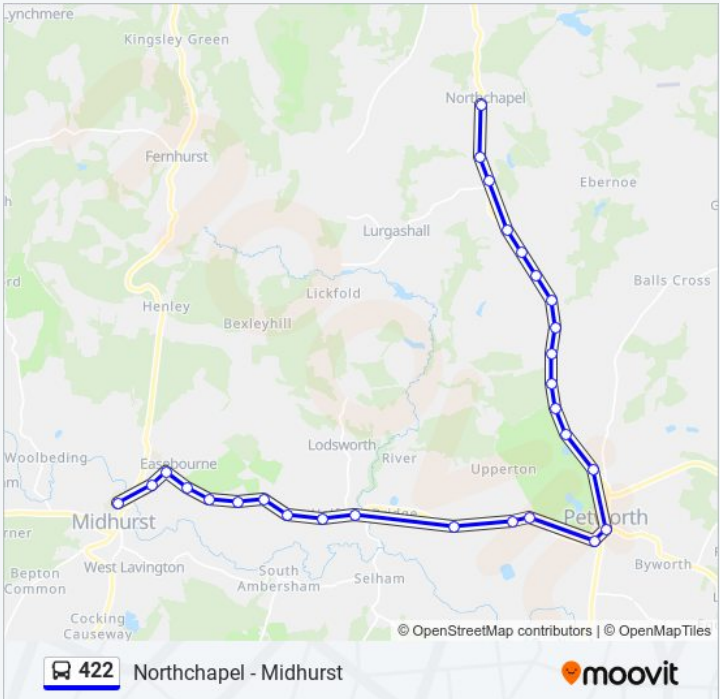 Lynchmere
Kingsley Green
Northchapel
Fernhurst
Ebernoe
Lurgashall
Balls Cross
Lickfold
Henley
Bexleyhill
Lodsworth
River
Woolbeding
Easebourne
Upperton
Midhurst
Petworth
West Lavington
Byworth
Bepton
Common
South
Ambersham
Selham
Cocking
Causeway
© OpenStreetMap contributors | © OpenMapTiles
422 Northchapel - Midhurst
moovit